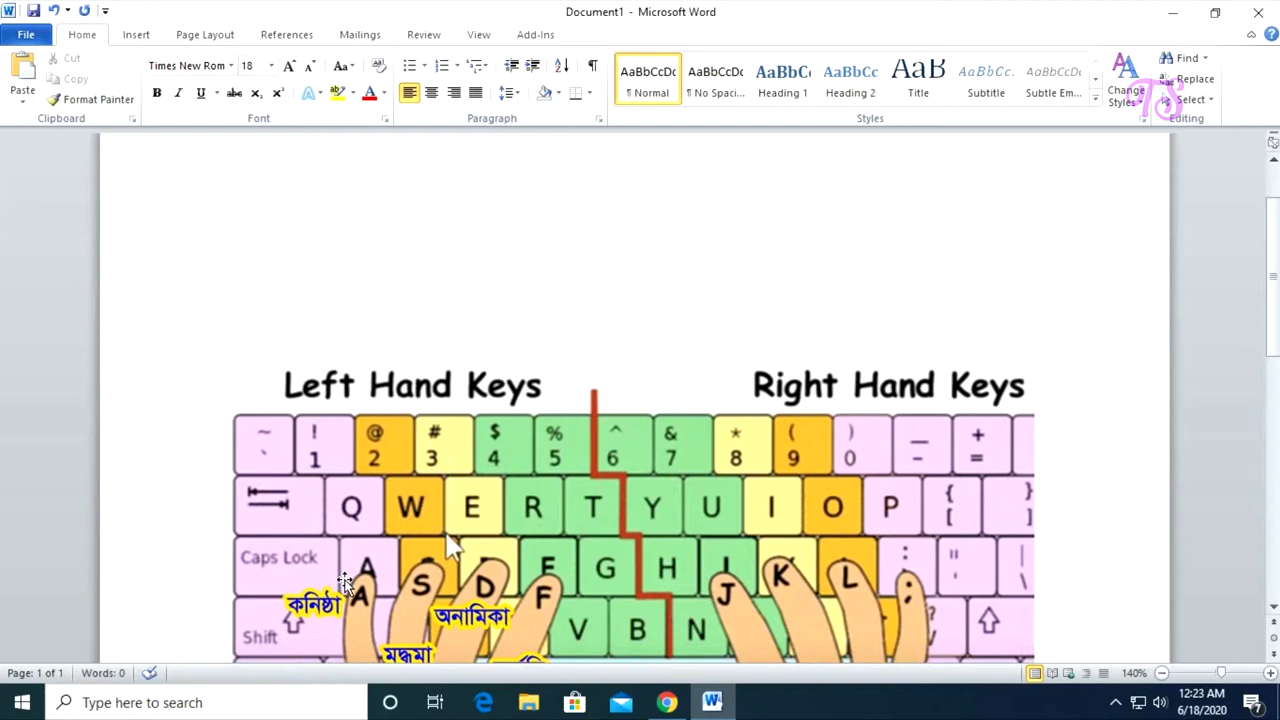 Document1 - Microsoft Word
File Home Insert Page Layout References Mailings Review View Add-Ins
Cut
Copy
Format Painter
Paste
Times New Rom 18
AaBbCcDc AaBbCcDc AaBbC AaBbCc AaB AaBbCc. AaBbCcDc
¶ Normal ¶ No Spaci... Heading 1 Heading 2 Title Subtitle Subtle Em...
Change Styles
TS
Find
Replace
Select
Clipboard Font Paragraph Styles Editing
Left Hand Keys Right Hand Keys
~ ! @ # $ % ^ & * ( ) _ +
` 1 2 3 4 5 6 7 8 9 0 - =
Q W E R T Y U I O P { [ } ]
Caps Lock A F G H J : " | \
A S D F J K L ;
কনিষ্ঠা অনামিকা
Shift V B N ?
মদ্ধমা
Page: 1 of 1 Words: 0 140%
Type here to search
12:23 AM
6/18/2020
7